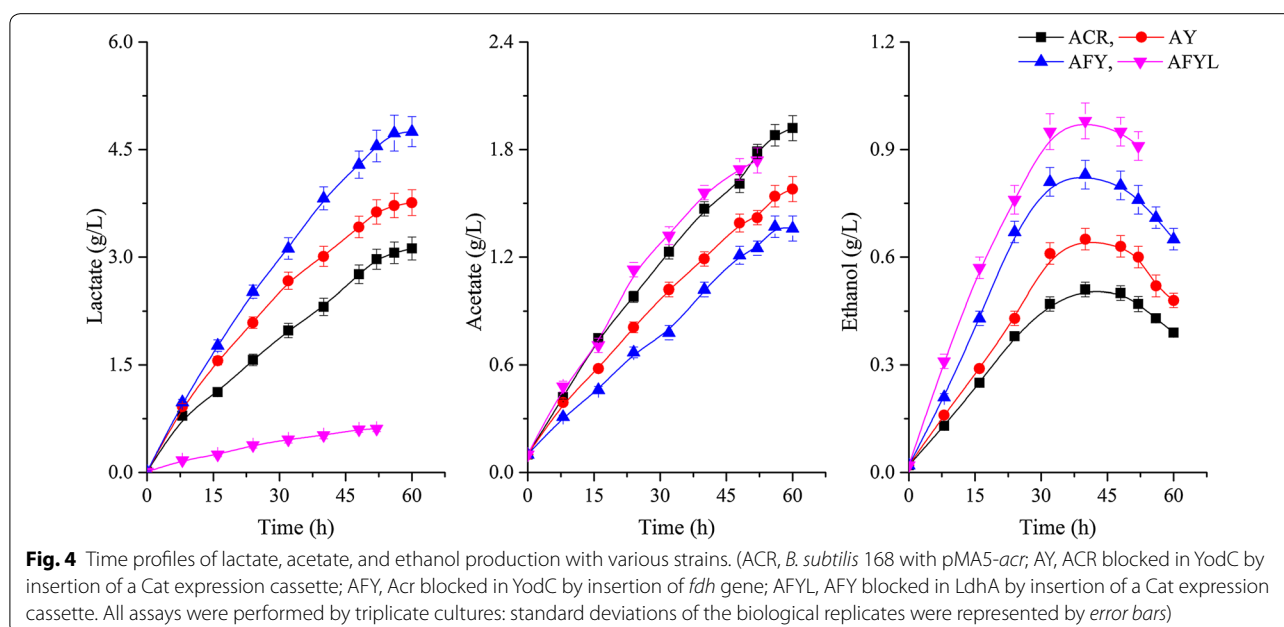 6.0
4.5
3.0
1.5
0.0
Lactate (g/L)
0 15 30 45 60
Time (h)
2.4
1.8
1.2
0.6
0.0
Acetate (g/L)
0 15 30 45 60
Time (h)
1.2
0.9
0.6
0.3
0.0
Ethanol (g/L)
0 15 30 45 60
Time (h)
ACR, AY
AFY, AFYL
Fig. 4 Time profiles of lactate, acetate, and ethanol production with various strains. (ACR, B. subtilis 168 with pMA5-acr; AY, ACR blocked in YodC by
insertion of a Cat expression cassette; AFY, Acr blocked in YodC by insertion of fdh gene; AFYL, AFY blocked in LdhA by insertion of a Cat expression
cassette. All assays were performed by triplicate cultures: standard deviations of the biological replicates were represented by error bars)